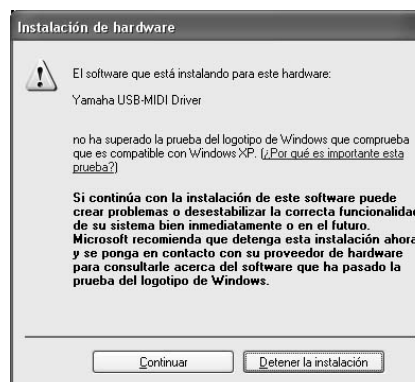 Instalación de hardware
El software que está instalando para este hardware:
Yamaha USB-MIDI Driver
no ha superado la prueba del logotipo de Windows que comprueba
que es compatible con Windows XP. (¿Por qué es importante esta
prueba?)
Si continúa con la instalación de este software puede
crear problemas o desestabilizar la correcta funcionalidad
de su sistema bien inmediatamente o en el futuro.
Microsoft recomienda que detenga esta instalación ahora
y se ponga en contacto con su proveedor de hardware
para consultarle acerca del software que ha pasado la
prueba del logotipo de Windows.
Continuar
Detener la instalación